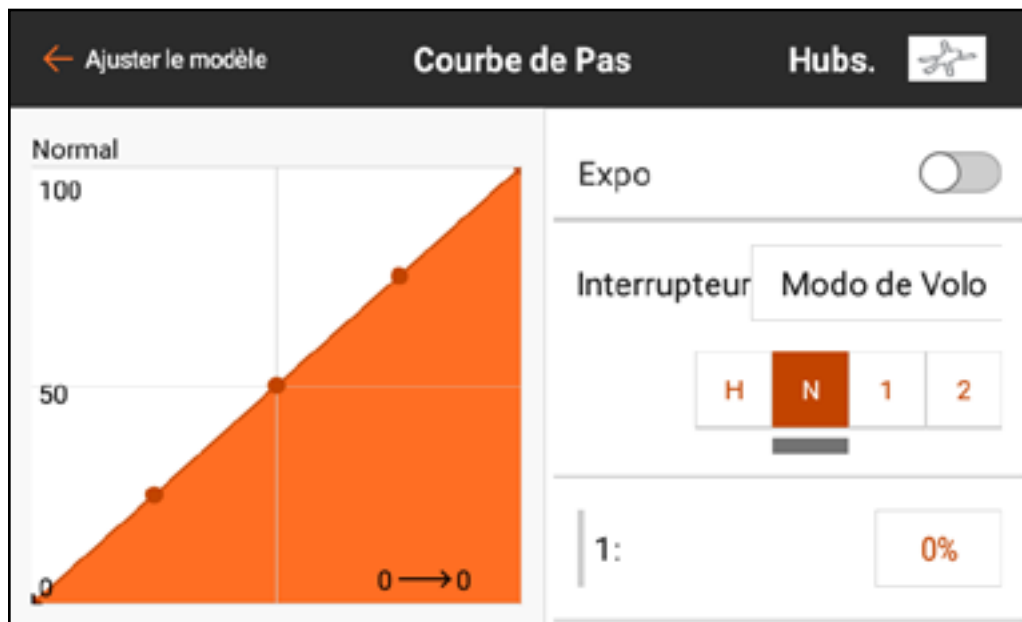 ← Ajuster le modèle
Courbe de Pas
Hubs.
Normal
100
50
0
0 → 0
Expo
Interrupteur Modo de Volo
H N 1 2
1: 0%